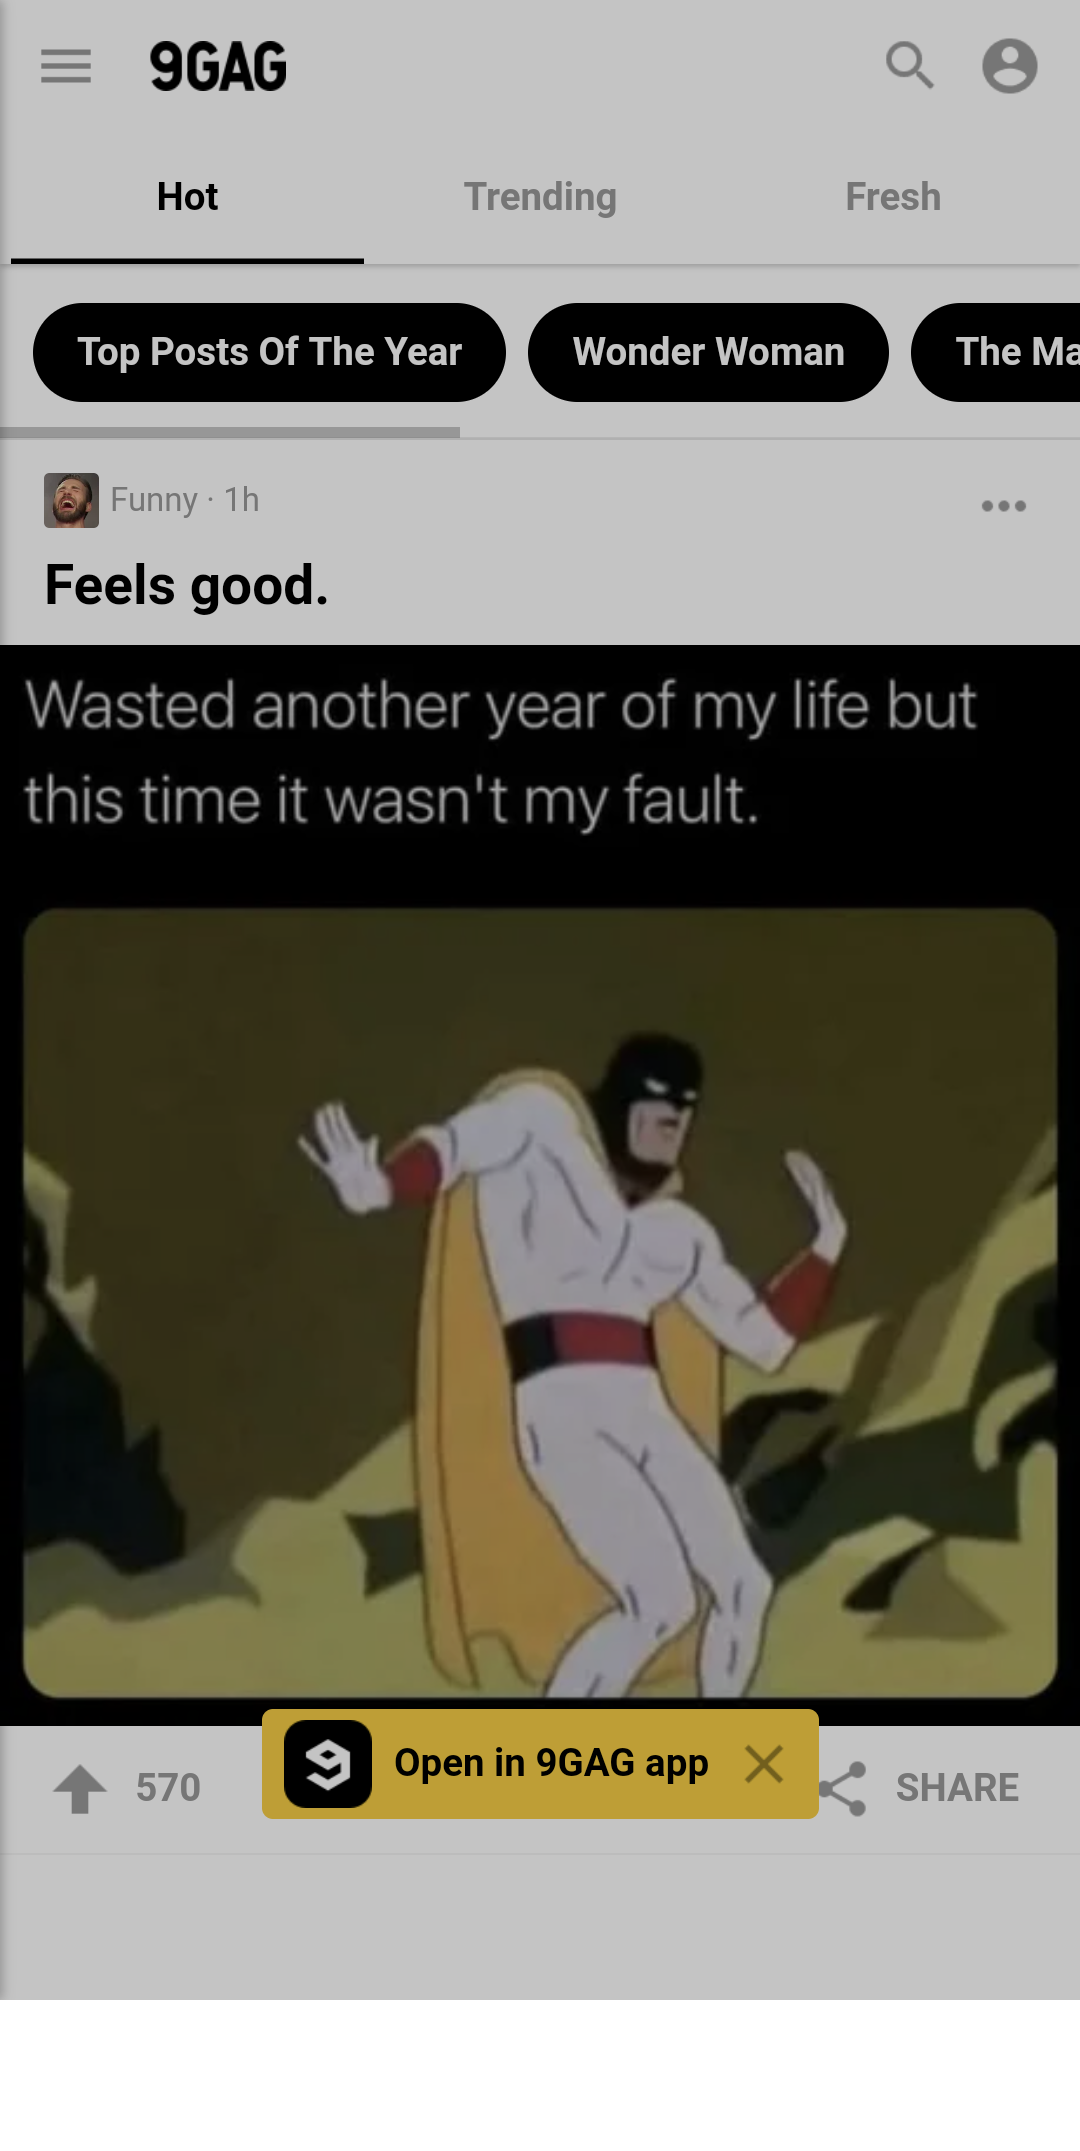 9GAG
Hot
Trending
Fresh
Top Posts Of The Year
Wonder Woman
The Ma
Funny · 1h
Feels good.
Wasted another year of my life but
this time it wasn't my fault.
570
Open in 9GAG app
SHARE